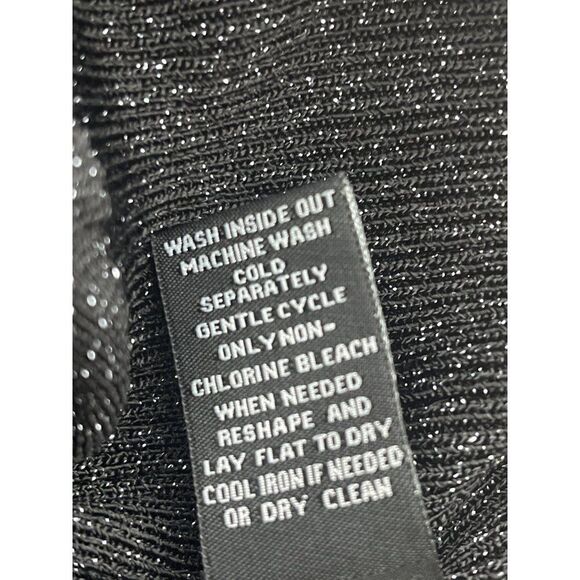 WASH INSIDE OUT
MACHINE WASH
COLD
SEPARATELY
GENTLE CYCLE
ONLY NON-
CHLORINE BLEACH
WHEN NEEDED
RESHAPE AND
LAY FLAT TO DRY
COOL IRON IF NEEDED
OR DRY CLEAN